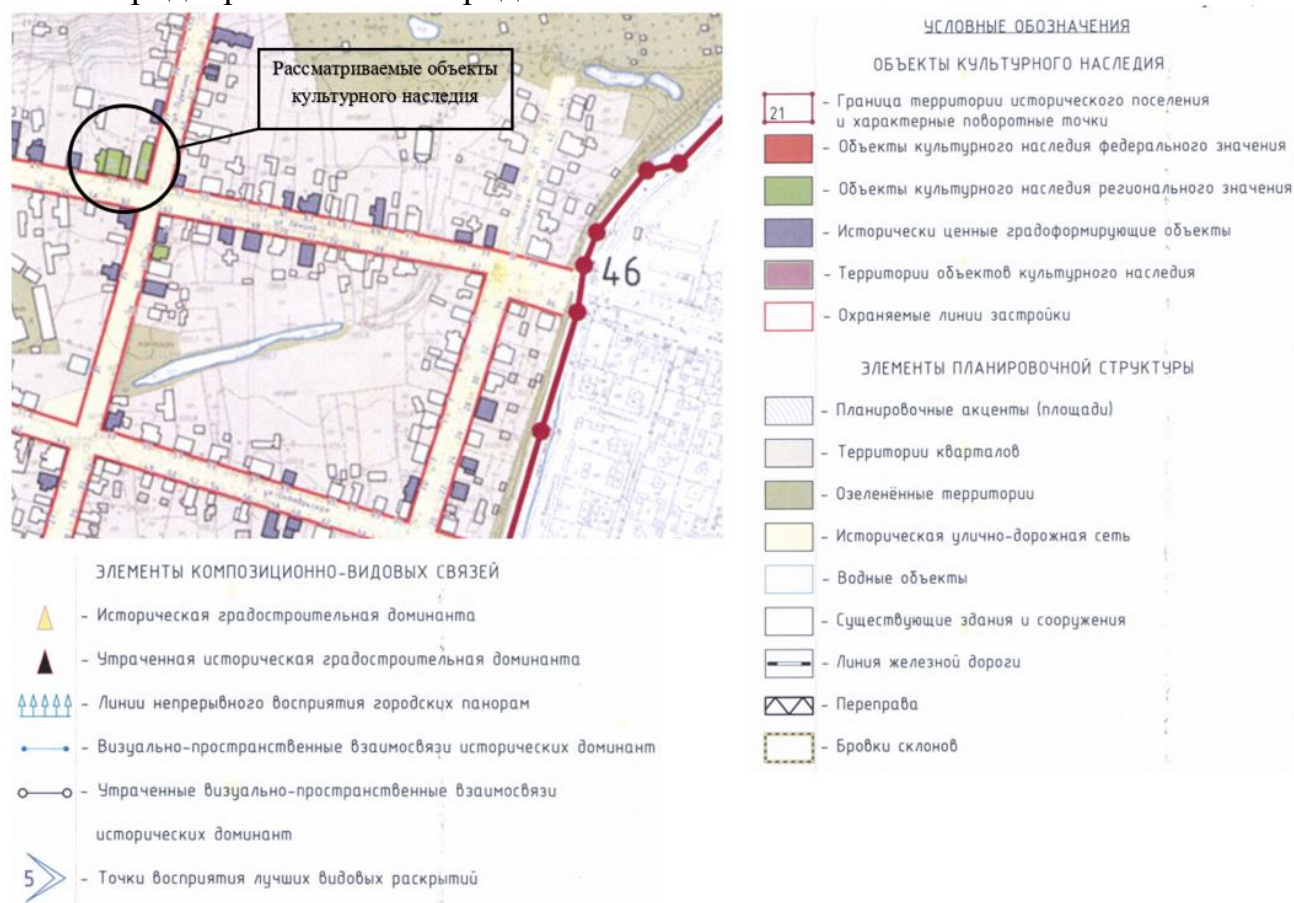 Рассматриваемые объекты
культурного наследия
46
УСЛОВНЫЕ ОБОЗНАЧЕНИЯ
ОБЪЕКТЫ КУЛЬТУРНОГО НАСЛЕДИЯ
21 - Граница территории исторического поселения
и характерные поворотные точки
- Объекты культурного наследия федерального значения
- Объекты культурного наследия регионального значения
- Исторически ценные градоформирующие объекты
- Территории объектов культурного наследия
- Охраняемые линии застройки
ЭЛЕМЕНТЫ ПЛАНИРОВОЧНОЙ СТРУКТУРЫ
- Планировочные акценты (площади)
- Территории кварталов
- Озеленённые территории
- Историческая улично-дорожная сеть
- Водные объекты
- Существующие здания и сооружения
- Линия железной дороги
- Переправа
- Бровки склонов
ЭЛЕМЕНТЫ КОМПОЗИЦИОННО-ВИДОВЫХ СВЯЗЕЙ
- Историческая градостроительная доминанта
- Утраченная историческая градостроительная доминанта
- Линии непрерывного восприятия городских панорам
- Визуально-пространственные взаимосвязи исторических доминант
- Утраченные визуально-пространственные взаимосвязи
исторических доминант
5 - Точки восприятия лучших видовых раскрытий